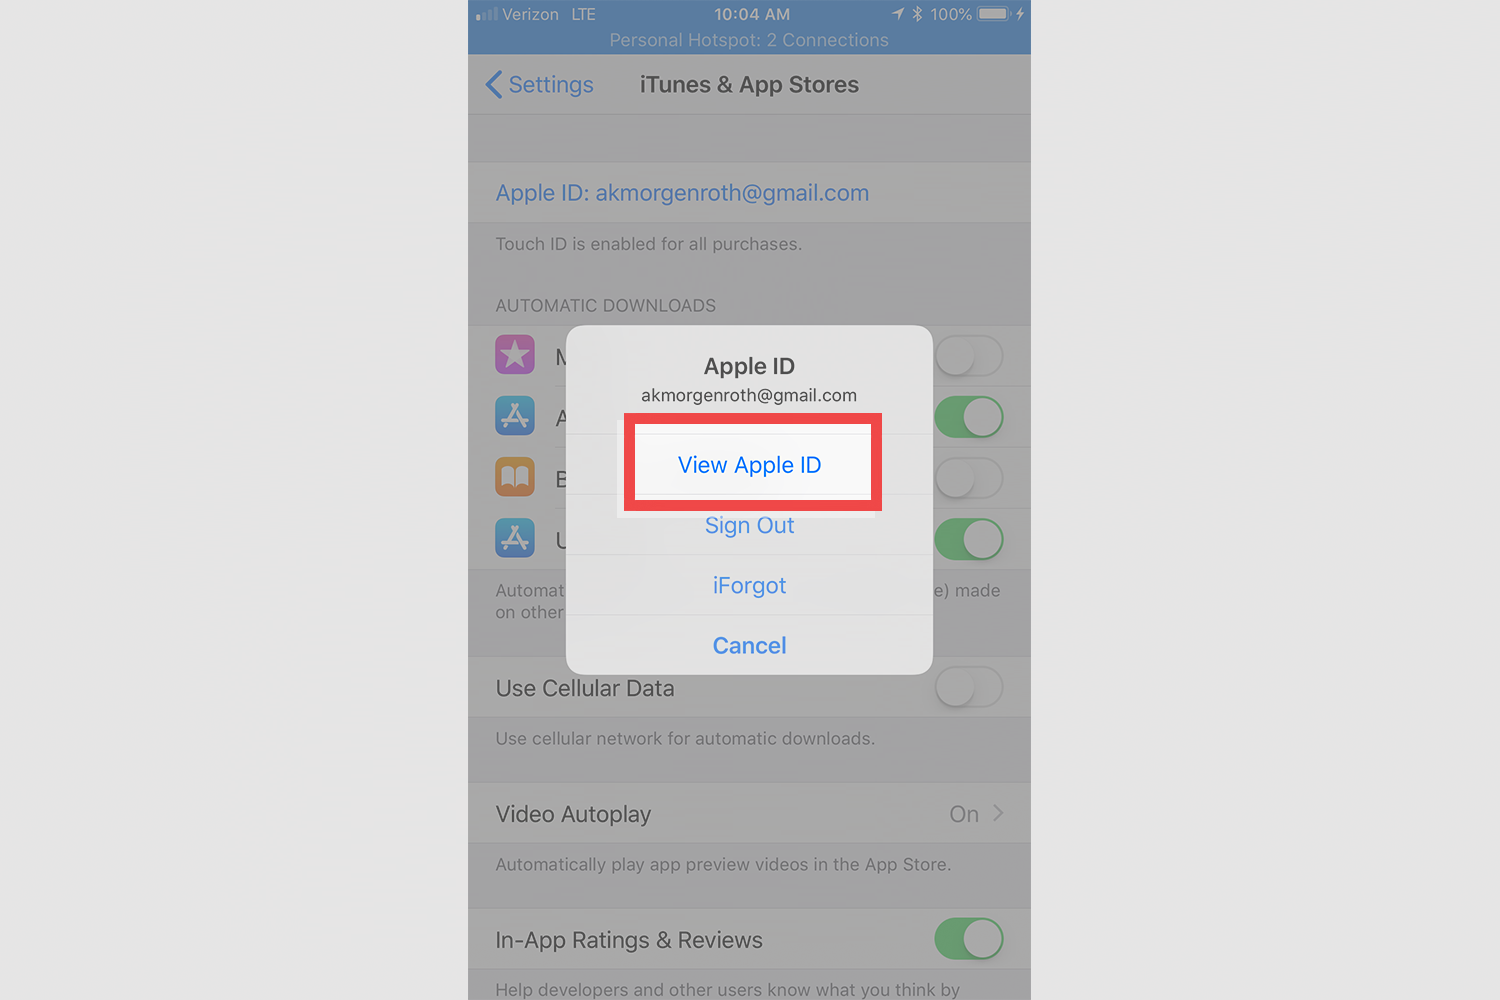 Verizon LTE 10:04 AM 100%
Personal Hotspot: 2 Connections
Settings iTunes & App Stores
Apple ID: akmorgenroth@gmail.com
Touch ID is enabled for all purchases.
AUTOMATIC DOWNLOADS
M
A
B
U
Automat e) made
on other
Apple ID
akmorgenroth@gmail.com
View Apple ID
Sign Out
iForgot
Cancel
Use Cellular Data
Use cellular network for automatic downloads.
Video Autoplay On
Automatically play app preview videos in the App Store.
In-App Ratings & Reviews
Help developers and other users know what you think by